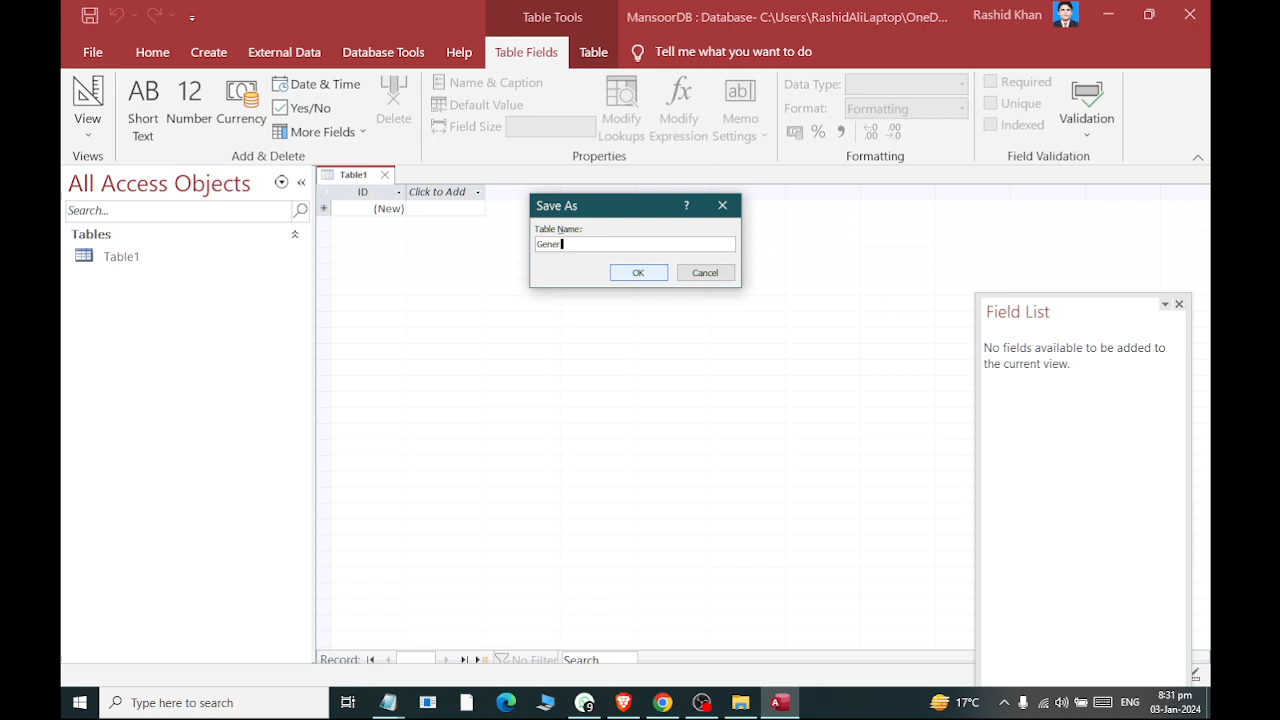 Table Tools
MansoorDB : Database- C:\Users\RashidAliLaptop\OneD...
Rashid Khan
File
Home
Create
External Data
Database Tools
Help
Table Fields
Table
Tell me what you want to do
View
AB
Short
Text
12
Number
Currency
Date & Time
Yes/No
More Fields
Delete
Name & Caption
Default Value
Field Size
Modify
Lookups
fx
Modify
Expression
ab|
Memo
Settings
Data Type:
Format:
Formatting
%
Required
Unique
Indexed
Validation
Views
Add & Delete
Properties
Formatting
Field Validation
All Access Objects
Search...
Tables
Table1
Table1
ID
Click to Add
(New)
Save As
?
Table Name:
Gener
OK
Cancel
Field List
No fields available to be added to
the current view.
Record:
No Filter
Search
Type here to search
17°C
ENG
8:31 pm
03-Jan-2024